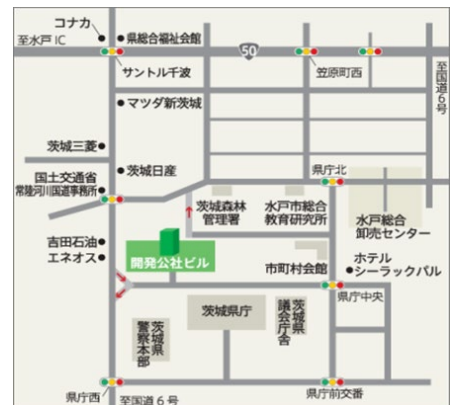 コナカ
至水戸IC
県総合福祉会館
50
サントル千波
笠原町西
至国道6号
マツダ新茨城
茨城三菱
茨城日産
国土交通省
常陸河川国道事務所
県庁北
茨城森林
管理署
水戸市総合
教育研究所
水戸総合
卸売センター
吉田石油
エネオス
開発公社ビル
市町村会館
ホテル
シーラックパル
県庁中央
茨城県庁
茨城県
議会庁舎
茨城県
警察本部
県庁西
至国道6号
県庁前交番